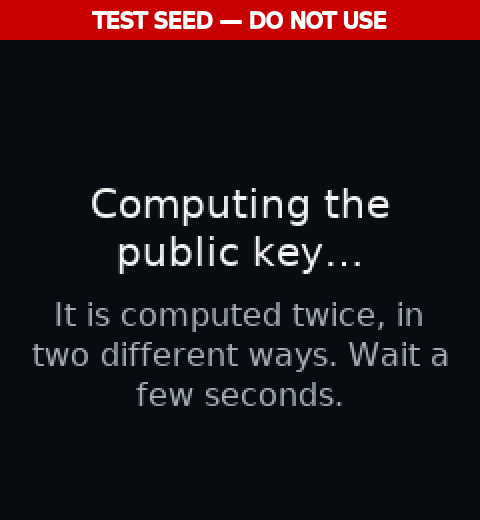 TEST SEED — DO NOT USE
Computing the
public key...
It is computed twice, in
two different ways. Wait a
few seconds.